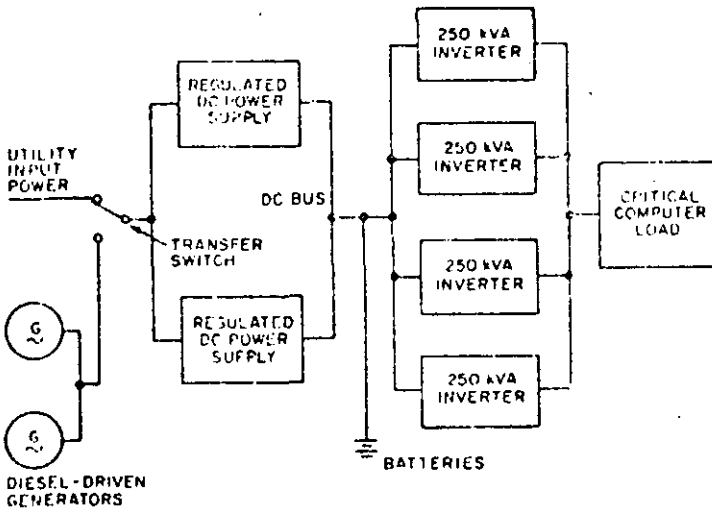 250 kVA
INVERTER
REGULATED
DC POWER
SUPPLY
UTILITY
INPUT
POWER
250 kVA
INVERTER
DC BUS
CRITICAL
COMPUTER
LOAD
TRANSFER
SWITCH
250 kVA
INVERTER
REGULATED
DC POWER
SUPPLY
G
250 kVA
INVERTER
G
BATTERIES
DIESEL-DRIVEN
GENERATORS